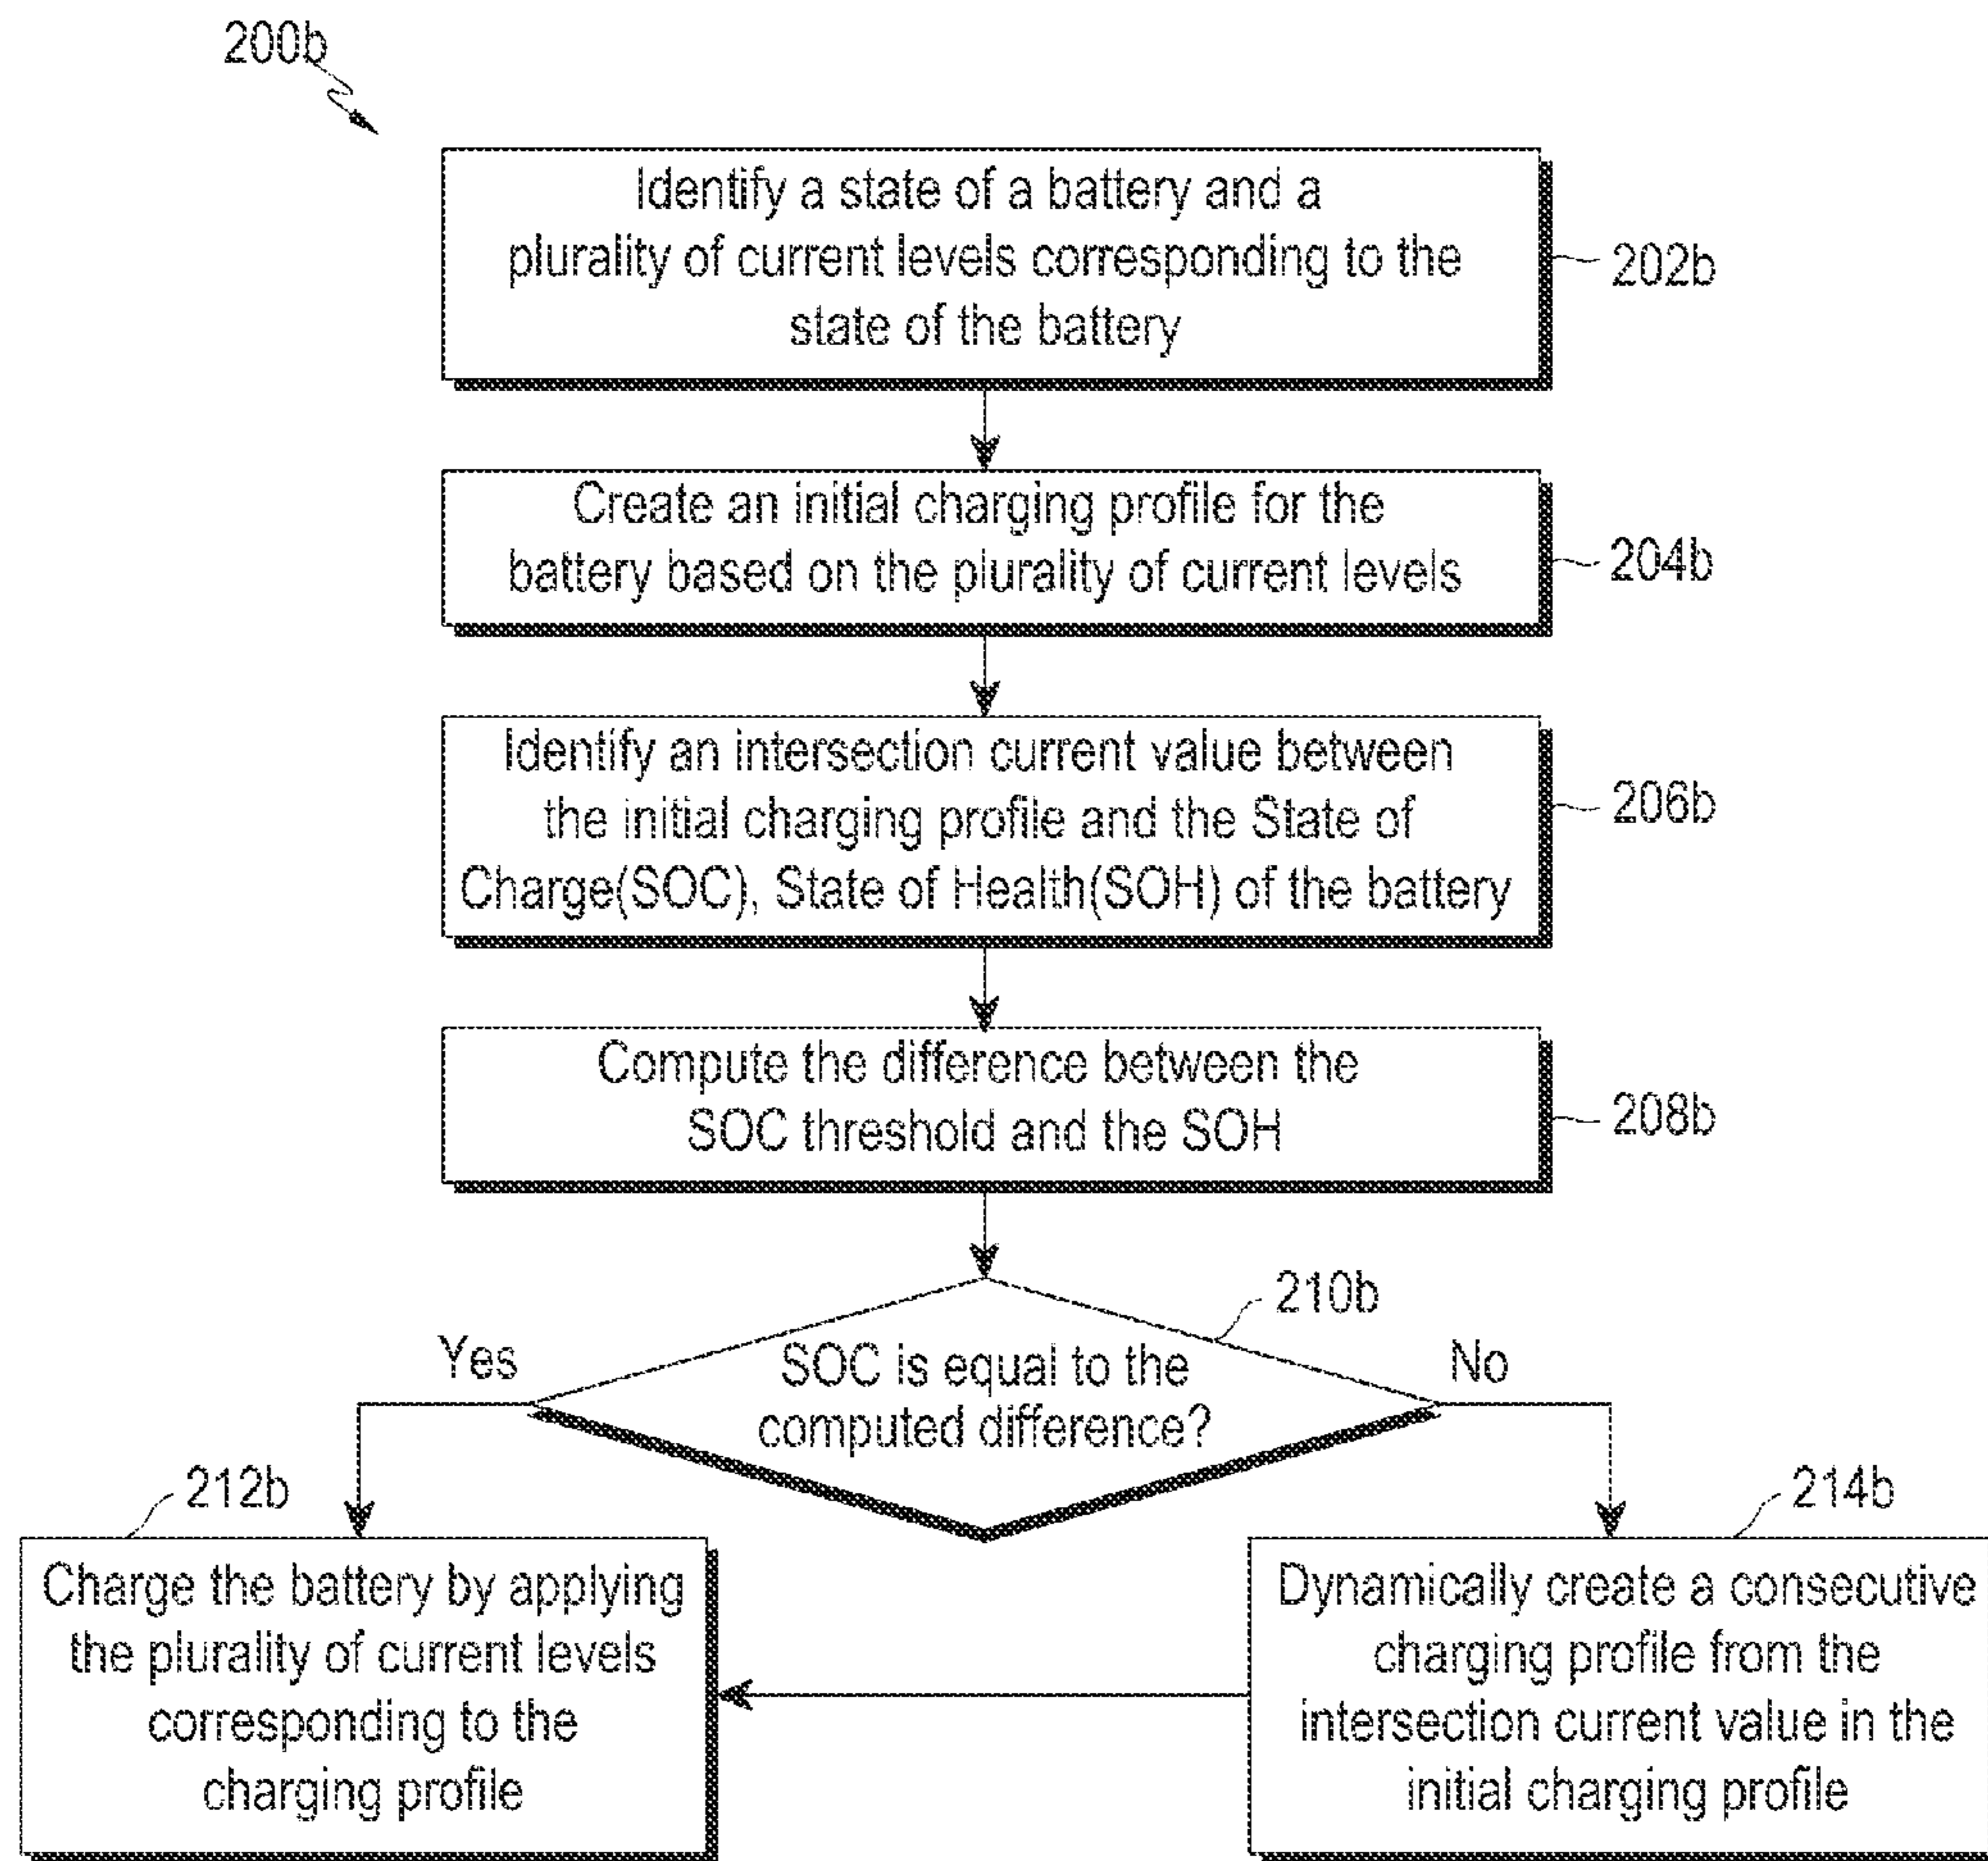 200b
Identify a state of a battery and a
plurality of current levels corresponding to the
state of the battery
202b
Create an initial charging profile for the
battery based on the plurality of current levels
204b
Identify an intersection current value between
the initial charging profile and the State of
Charge(SOC), State of Health(SOH) of the battery
206b
Compute the difference between the
SOC threshold and the SOH
208b
210b
Yes
SOC is equal to the
computed difference?
No
212b
Charge the battery by applying
the plurality of current levels
corresponding to the
charging profile
214b
Dynamically create a consecutive
charging profile from the
intersection current value in the
initial charging profile